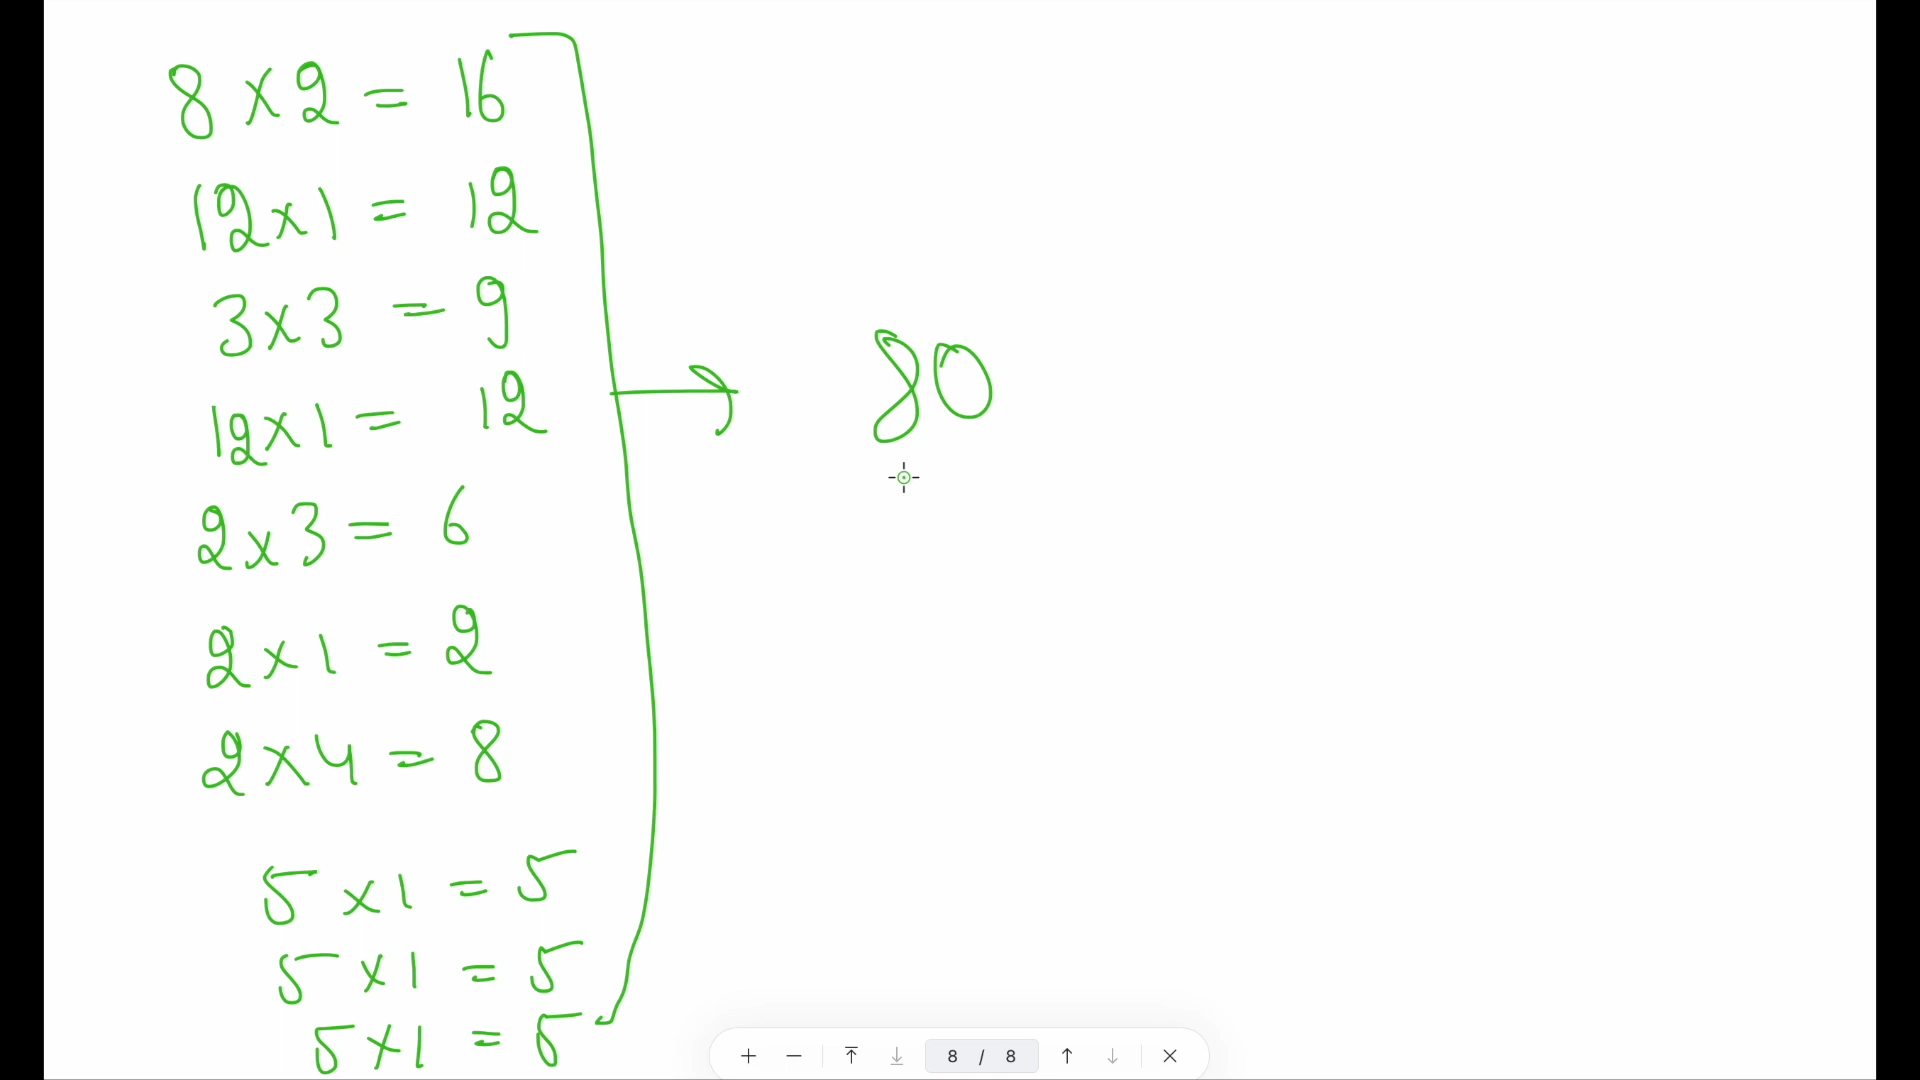 8 × 2 = 16
12 × 1 = 12
3 × 3 = 9
12 × 1 = 12
80
2 × 3 = 6
2 × 1 = 2
2 × 4 = 8
5 × 1 = 5
5 × 1 = 5
5 × 1 = 5
8 / 8